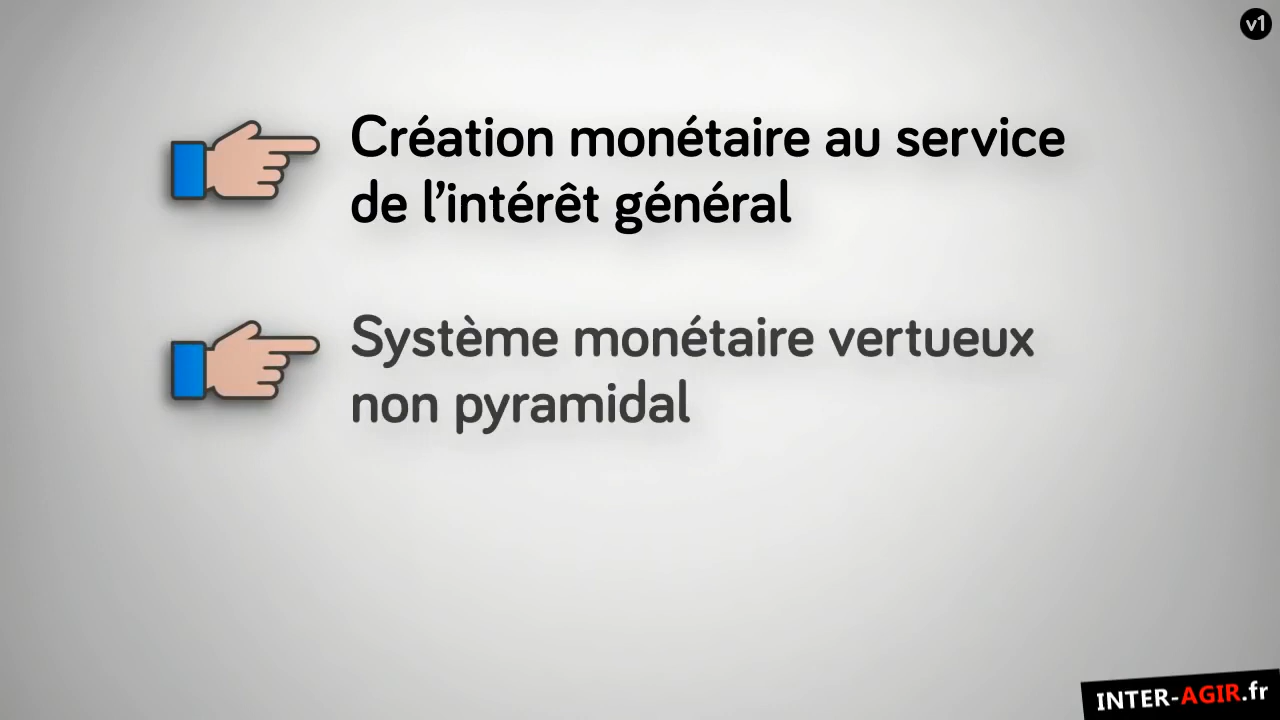 v1
Création monétaire au service
de l’intérêt général
Système monétaire vertueux
non pyramidal
INTER-AGIR.fr